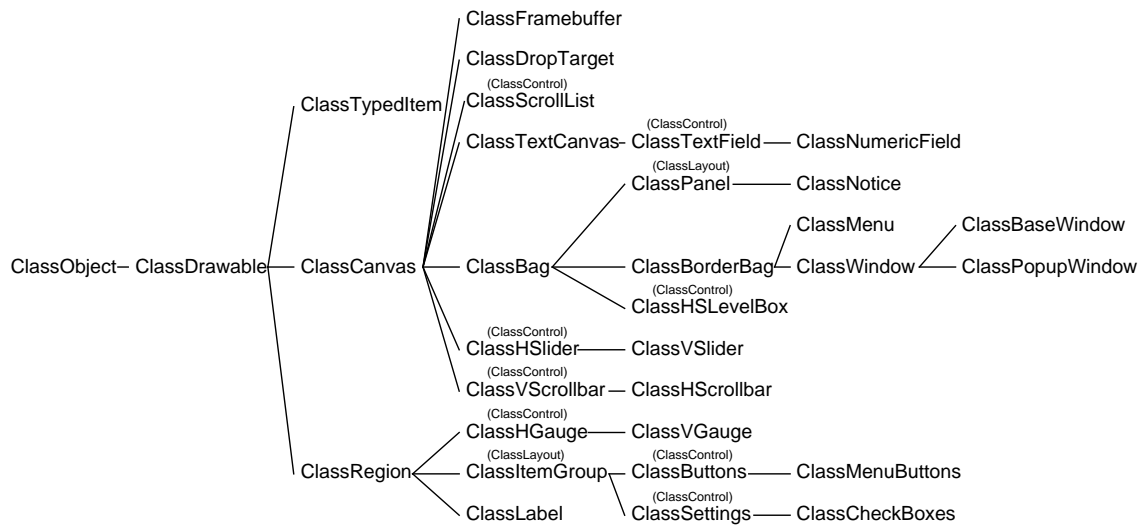 ClassFramebuffer
ClassDropTarget
(ClassControl)
ClassScrollList
ClassTypedItem
ClassTextCanvas
(ClassControl)
ClassTextField
ClassNumericField
(ClassLayout)
ClassPanel
ClassNotice
ClassMenu
ClassBaseWindow
ClassObject
ClassDrawable
ClassCanvas
ClassBag
ClassBorderBag
ClassWindow
ClassPopupWindow
(ClassControl)
ClassHSLevelBox
(ClassControl)
ClassHSlider
ClassVSlider
(ClassControl)
ClassVScrollbar
ClassHScrollbar
(ClassControl)
ClassHGauge
ClassVGauge
ClassRegion
(ClassLayout)
ClassItemGroup
(ClassControl)
ClassButtons
ClassMenuButtons
ClassLabel
(ClassControl)
ClassSettings
ClassCheckBoxes